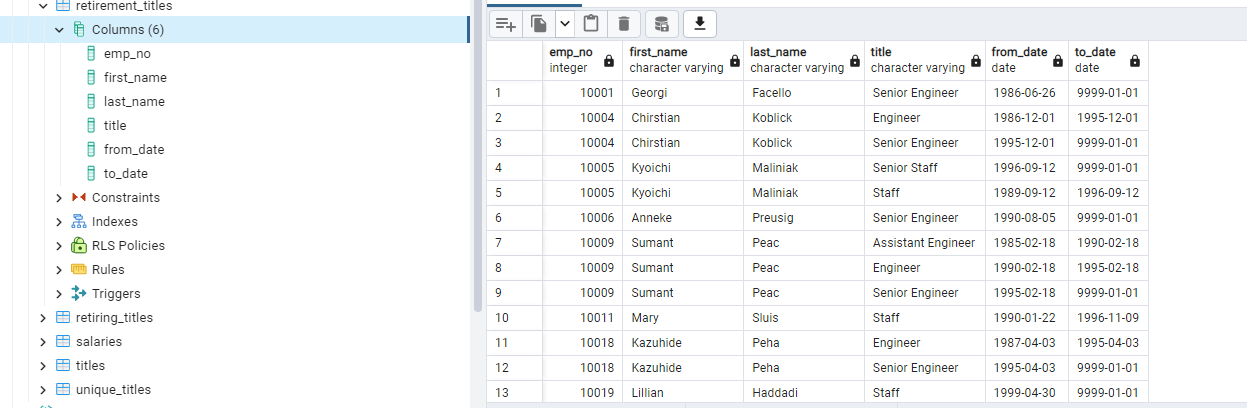 retirement_titles
Columns (6)
emp_no
first_name
last_name
title
from_date
to_date
Constraints
Indexes
RLS Policies
Rules
Triggers
retiring_titles
salaries
titles
unique_titles
emp_no first_name last_name title from_date to_date
integer character varying character varying character varying date date
1 10001 Georgi Facello Senior Engineer 1986-06-26 9999-01-01
2 10004 Chirstian Koblick Engineer 1986-12-01 1995-12-01
3 10004 Chirstian Koblick Senior Engineer 1995-12-01 9999-01-01
4 10005 Kyoichi Maliniak Senior Staff 1996-09-12 9999-01-01
5 10005 Kyoichi Maliniak Staff 1989-09-12 1996-09-12
6 10006 Anneke Preusig Senior Engineer 1990-08-05 9999-01-01
7 10009 Sumant Peac Assistant Engineer 1985-02-18 1990-02-18
8 10009 Sumant Peac Engineer 1990-02-18 1995-02-18
9 10009 Sumant Peac Senior Engineer 1995-02-18 9999-01-01
10 10011 Mary Sluis Staff 1990-01-22 1996-11-09
11 10018 Kazuhide Peha Engineer 1987-04-03 1995-04-03
12 10018 Kazuhide Peha Senior Engineer 1995-04-03 9999-01-01
13 10019 Lillian Haddadi Staff 1999-04-30 9999-01-01